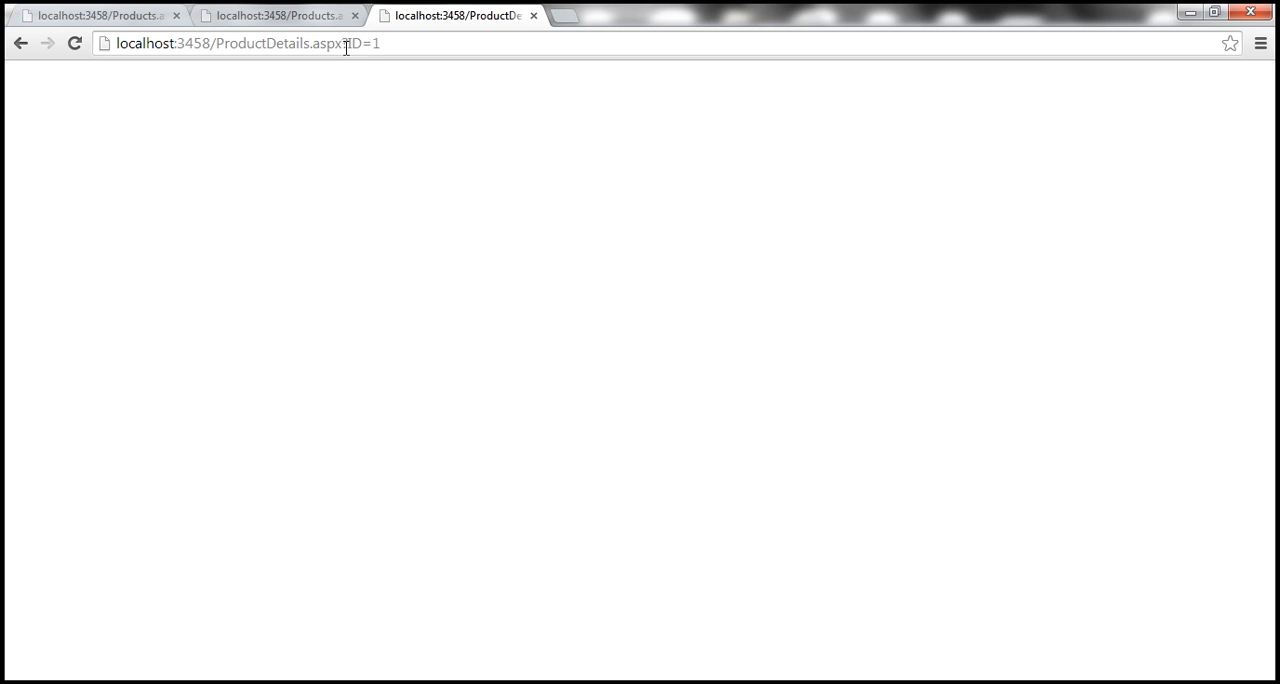 localhost:3458/Products.a
localhost:3458/Products.a
localhost:3458/ProductDe
localhost:3458/ProductDetails.aspx?ID=1